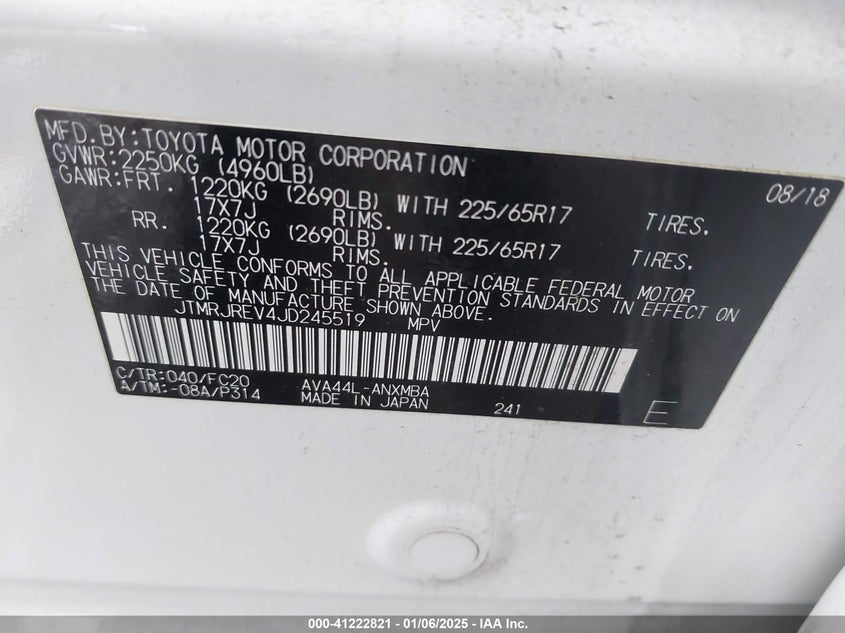 MFD.BY:TOYOTA MOTOR CORPORATION 08/18
GVWR:2250KG (4960LB)
GAWR:FRT. 1220KG (2690LB) WITH 225/65R17 TIRES,
17X7J RIMS.
RR. 1220KG (2690LB) WITH 225/65R17 TIRES,
17X7J RIMS.
THIS VEHICLE CONFORMS TO ALL APPLICABLE FEDERAL MOTOR
VEHICLE SAFETY AND THEFT PREVENTION STANDARDS IN EFFECT ON
THE DATE OF MANUFACTURE SHOWN ABOVE.
JTMRJREV4JD245519 MPV
C/TR:040/FC20 AVA44L-ANXMBA
A/TM:-08A/P314 MADE IN JAPAN 241 E
000-41222821 - 01/06/2025 - IAA Inc.